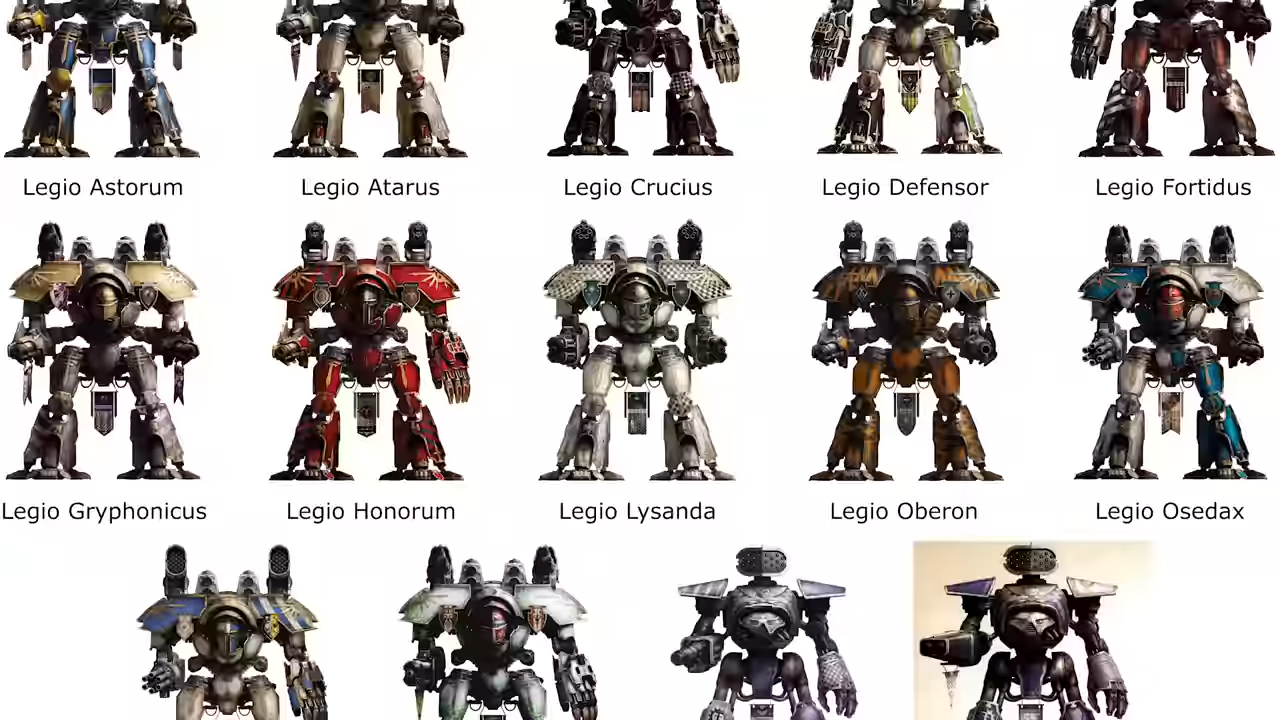 Legio Astorum
Legio Atarus
Legio Crucius
Legio Defensor
Legio Fortidus
Legio Gryphonicus
Legio Honorum
Legio Lysanda
Legio Oberon
Legio Osedax